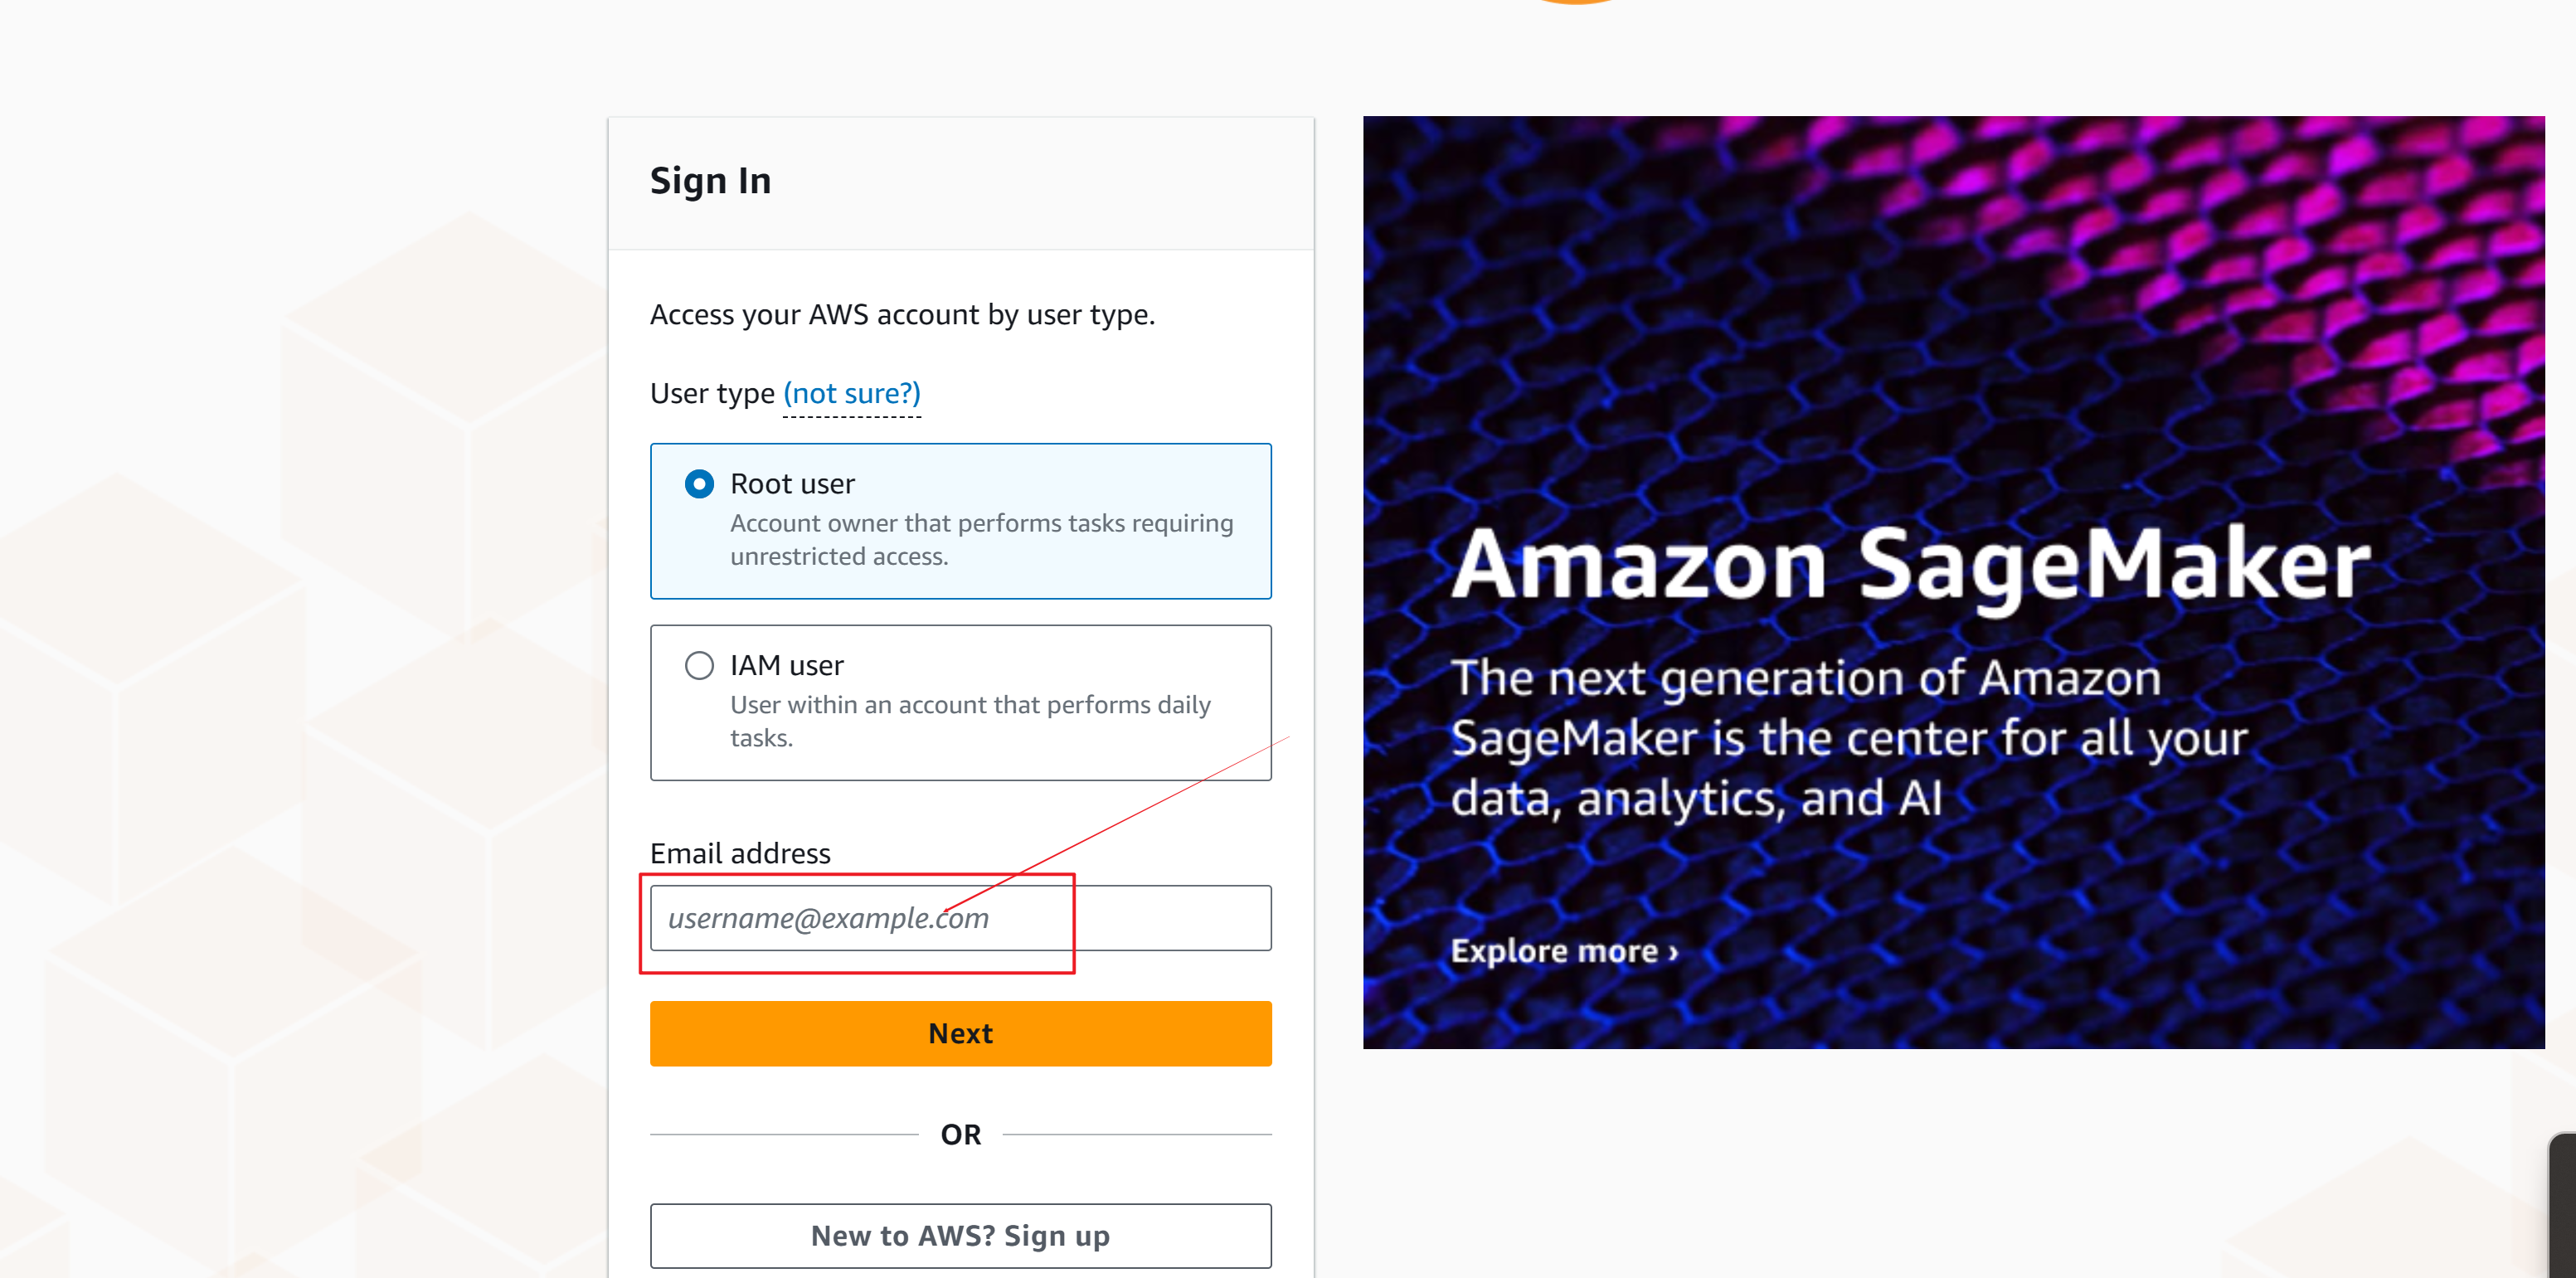 Sign In
Access your AWS account by user type.
User type (not sure?)
Root user
Account owner that performs tasks requiring
unrestricted access.
IAM user
User within an account that performs daily
tasks.
Email address
username@example.com
Next
OR
New to AWS? Sign up
Amazon SageMaker
The next generation of Amazon
SageMaker is the center for all your
data, analytics, and AI
Explore more ›